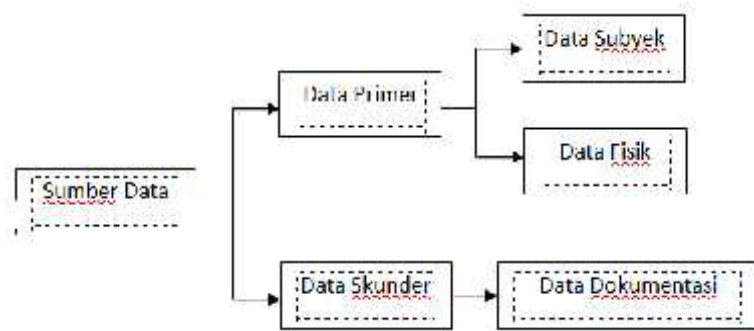 Data Subyek
Data Primer
Data Fisik
Sumber Data
Data Skunder
Data Dokumentasi